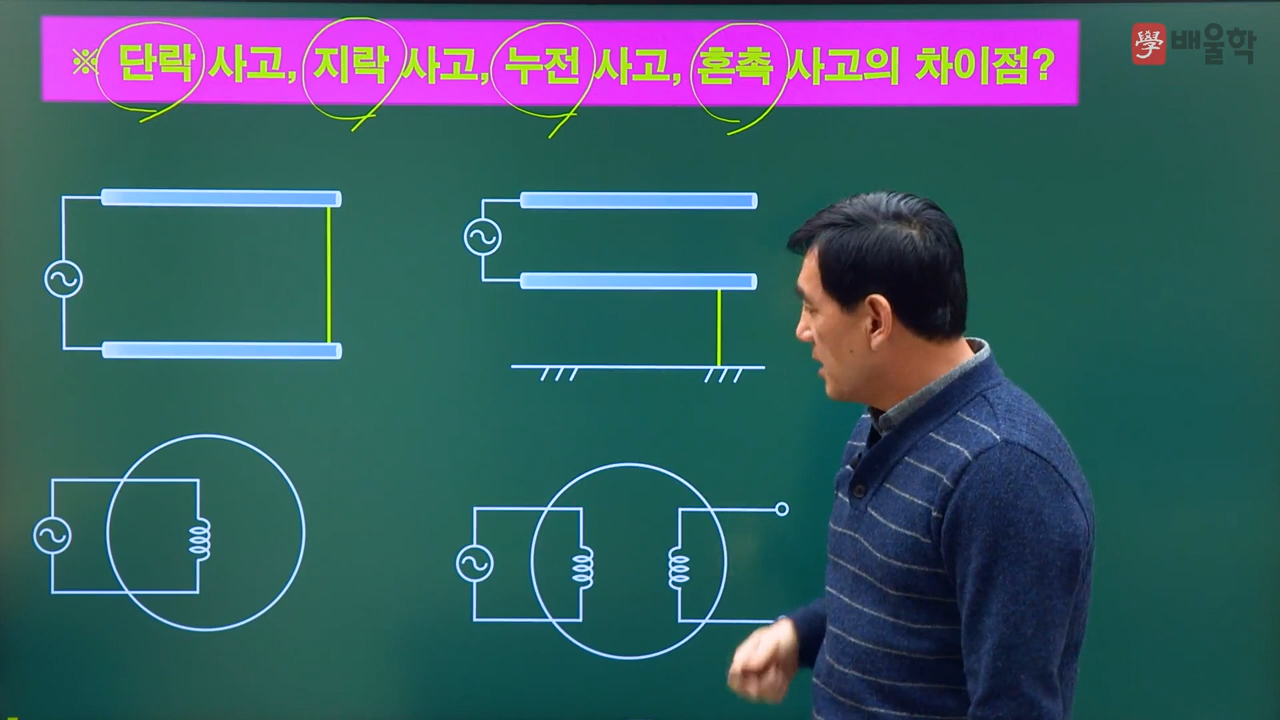 ※ 단락 사고, 지락 사고, 누전 사고, 혼촉 사고의 차이점?
學 배울학